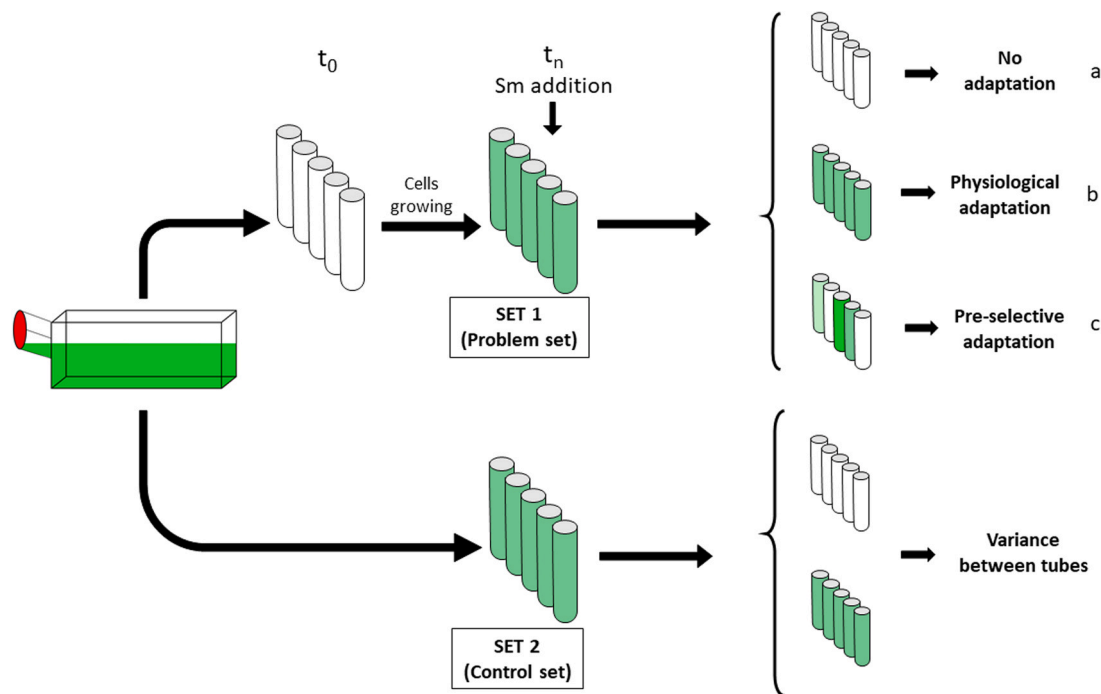 t0
tn
Sm addition
Cells
growing
SET 1
(Problem set)
No
adaptation
a
Physiological
adaptation
b
Pre-selective
adaptation
c
SET 2
(Control set)
Variance
between tubes